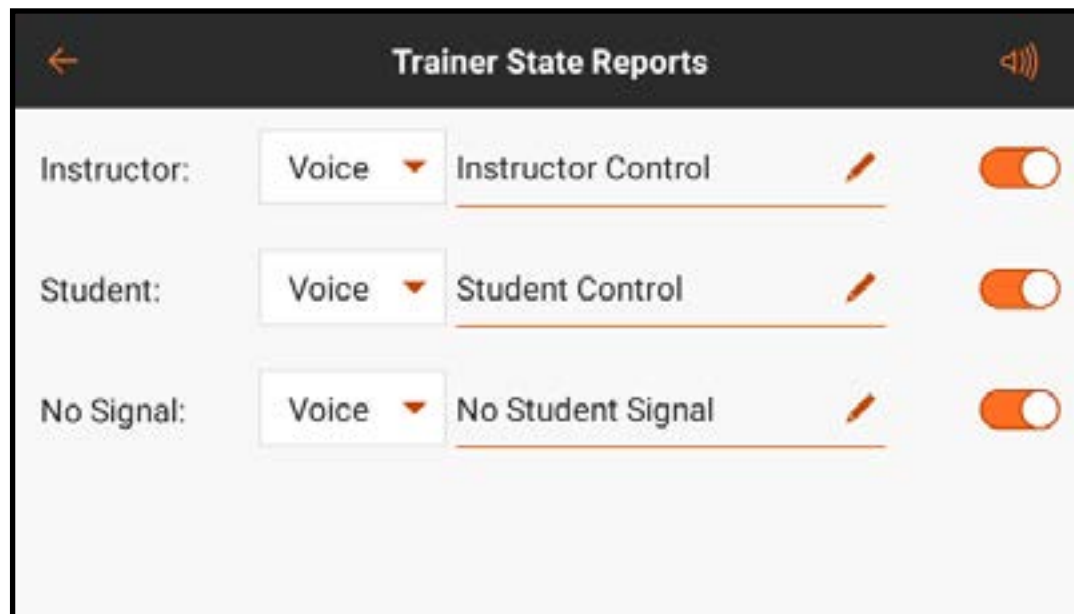 Trainer State Reports
Instructor: Voice Instructor Control
Student: Voice Student Control
No Signal: Voice No Student Signal